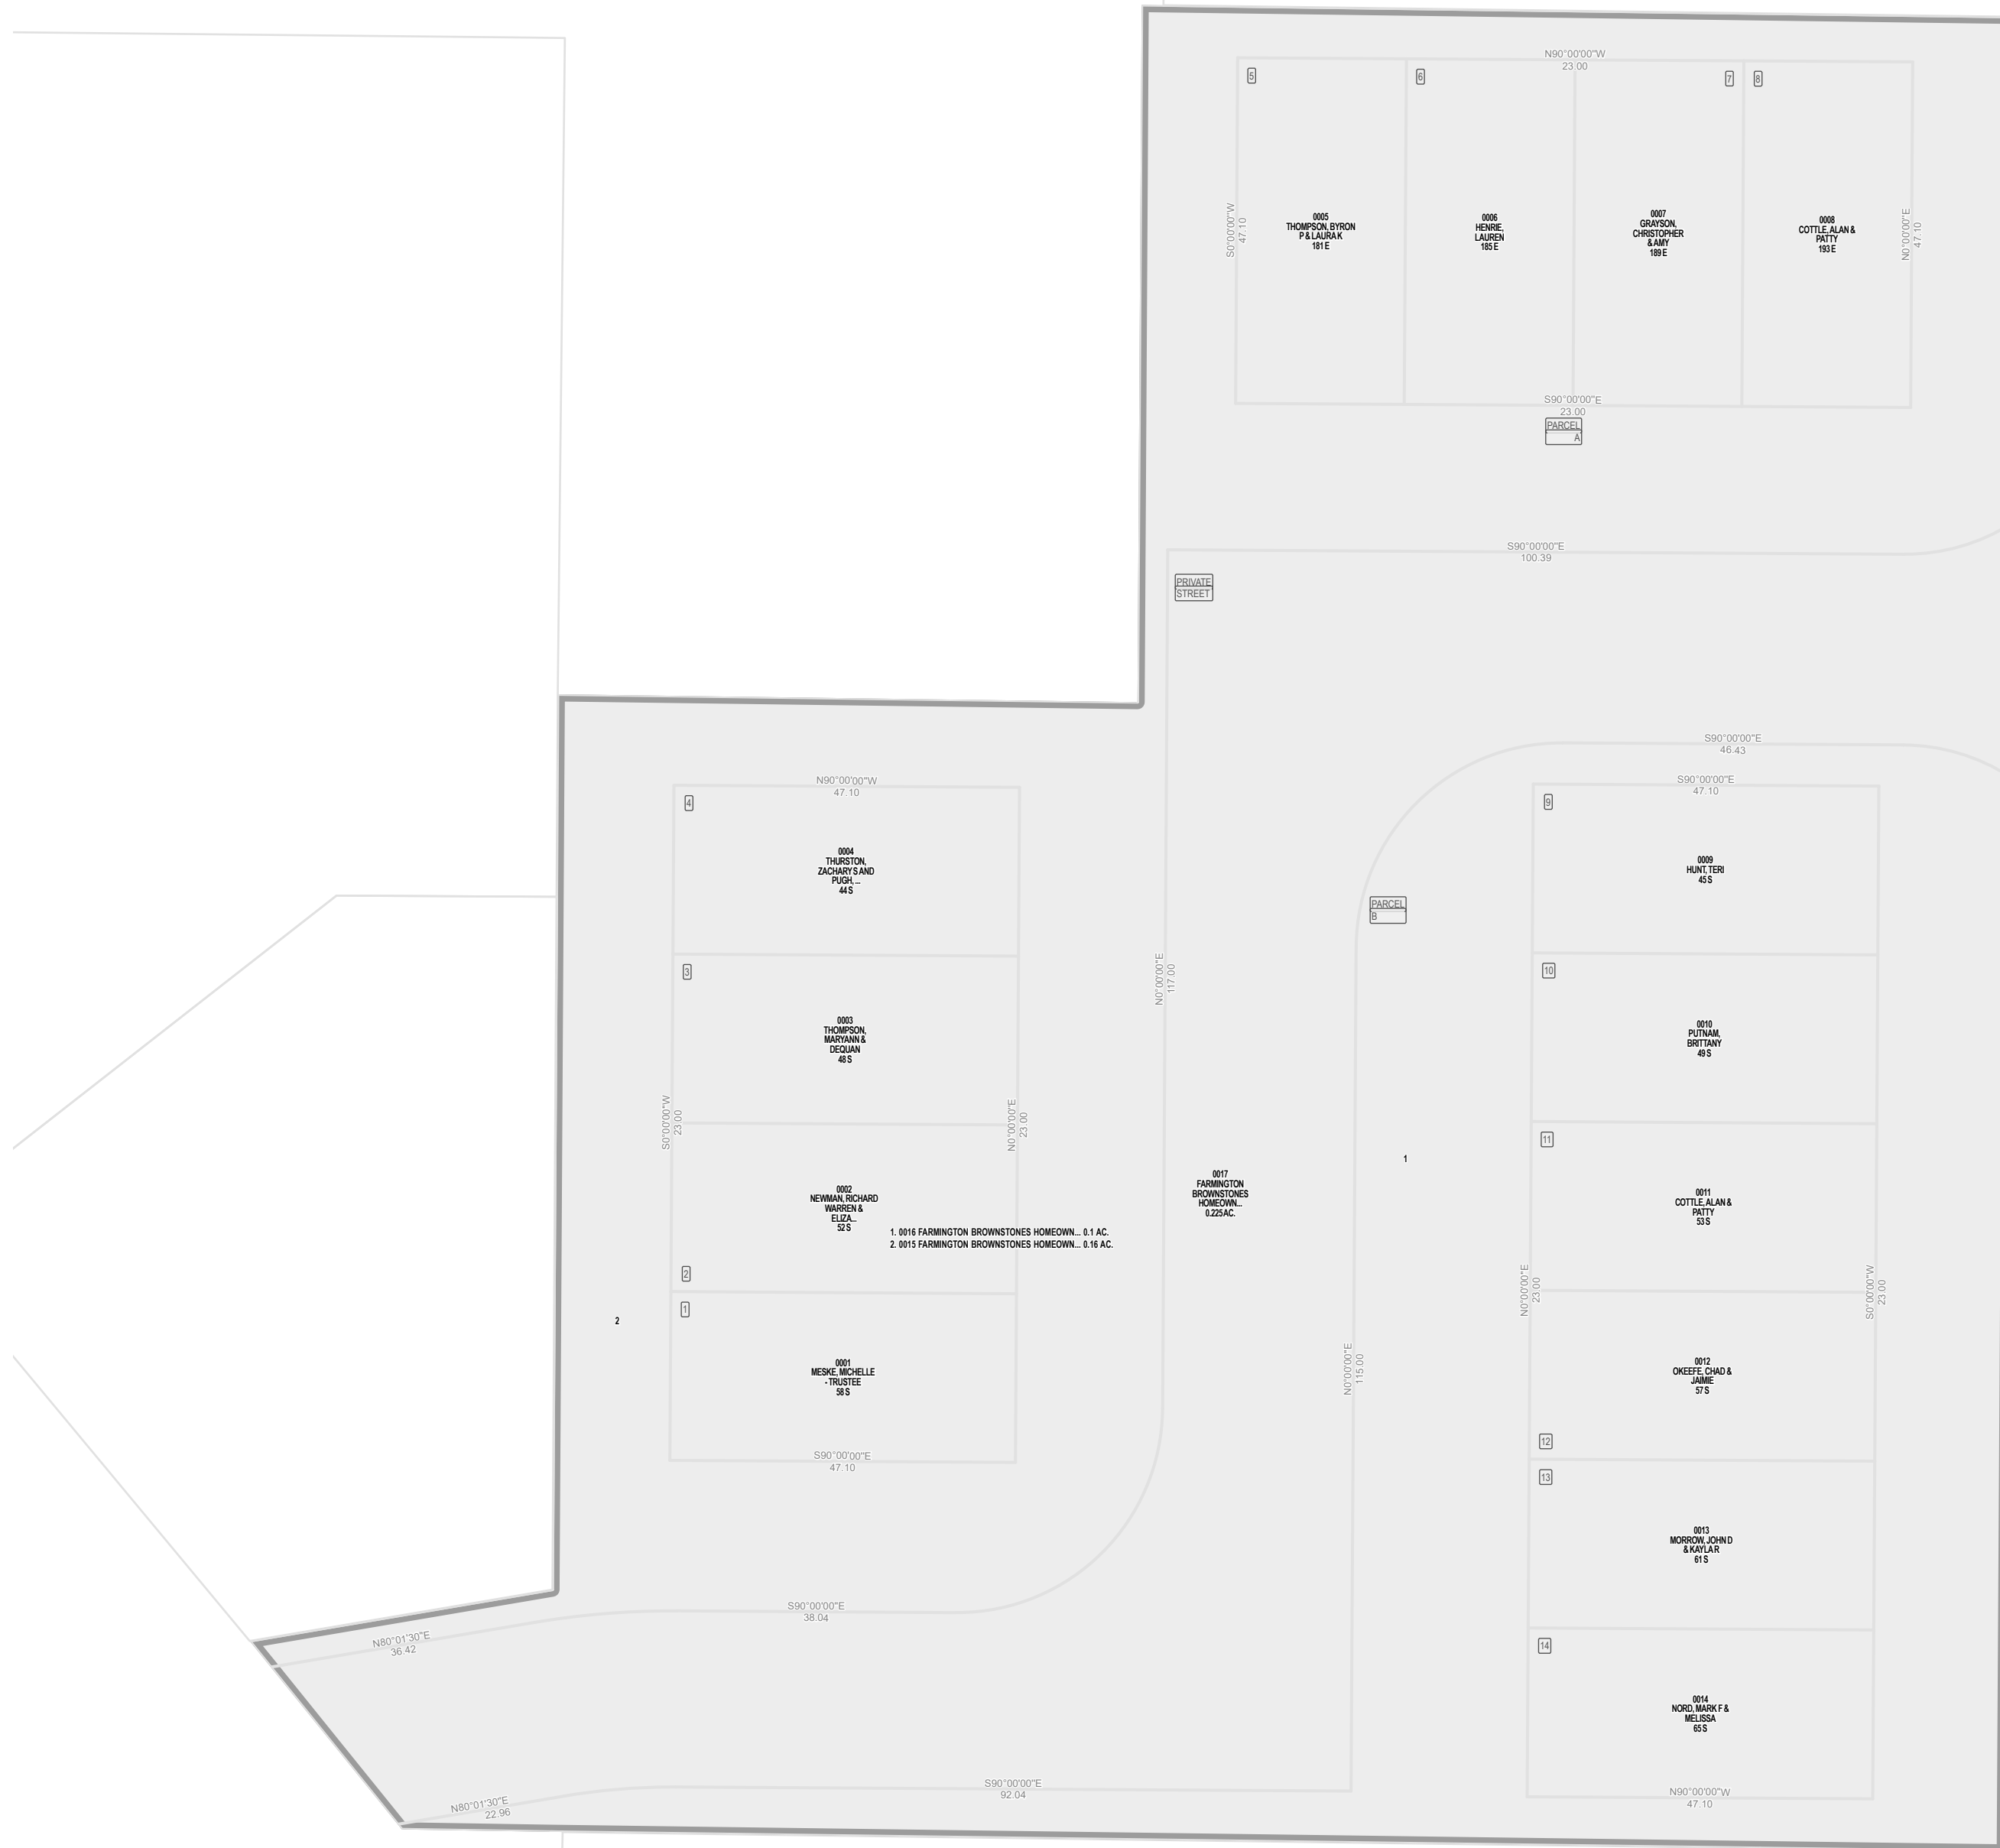 N90°00'00"W
23.00
5
6
7
8
S0°00'00"W
47.10
0005
THOMPSON, BYRON
P & LAURA K
181 E
0006
HENRIE,
LAUREN
185 E
0007
GRAYSON,
CHRISTOPHER
& AMY
189 E
0008
COTTLE, ALAN &
PATTY
193 E
N0°00'00"E
47.10
S90°00'00"E
23.00
PARCEL
A
S90°00'00"E
100.39
PRIVATE
STREET
S90°00'00"E
46.43
N90°00'00"W
47.10
4
0004
THURSTON,
ZACHARY S AND
PUGH, ...
44 S
3
0003
THOMPSON,
MARYANN &
DEQUAN
48 S
S0°00'00"W
23.00
N0°00'00"E
23.00
0002
NEWMAN, RICHARD
WARREN &
ELIZA...
52 S
1. 0016 FARMINGTON BROWNSTONES HOMEOWN... 0.1 AC.
2. 0015 FARMINGTON BROWNSTONES HOMEOWN... 0.16 AC.
2
1
2
0001
MESKE, MICHELLE
- TRUSTEE
58 S
S90°00'00"E
47.10
N0°00'00"E
117.00
0017
FARMINGTON
BROWNSTONES
HOMEOWN...
0.225 AC.
PARCEL
B
1
N0°00'00"E
115.00
S90°00'00"E
47.10
9
0009
HUNT, TERI
45 S
10
0010
PUTNAM,
BRITTANY
49 S
11
0011
COTTLE, ALAN &
PATTY
53 S
N0°00'00"E
23.00
S0°00'00"W
23.00
0012
OKEEFE, CHAD &
JAIMIE
57 S
12
13
0013
MORROW, JOHN D
& KAYLA R
61 S
14
0014
NORD, MARK F &
MELISSA
65 S
N90°00'00"W
47.10
S90°00'00"E
38.04
N80°01'30"E
36.42
S90°00'00"E
92.04
N80°01'30"E
22.96